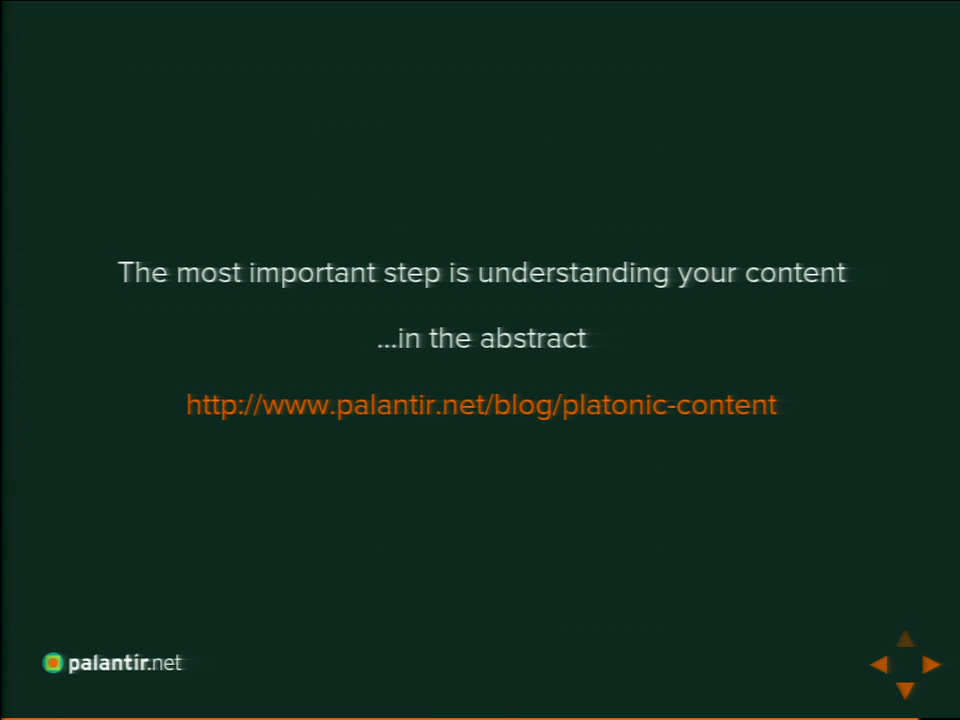 The most important step is understanding your content
...in the abstract
http://www.palantir.net/blog/platonic-content
palantir.net